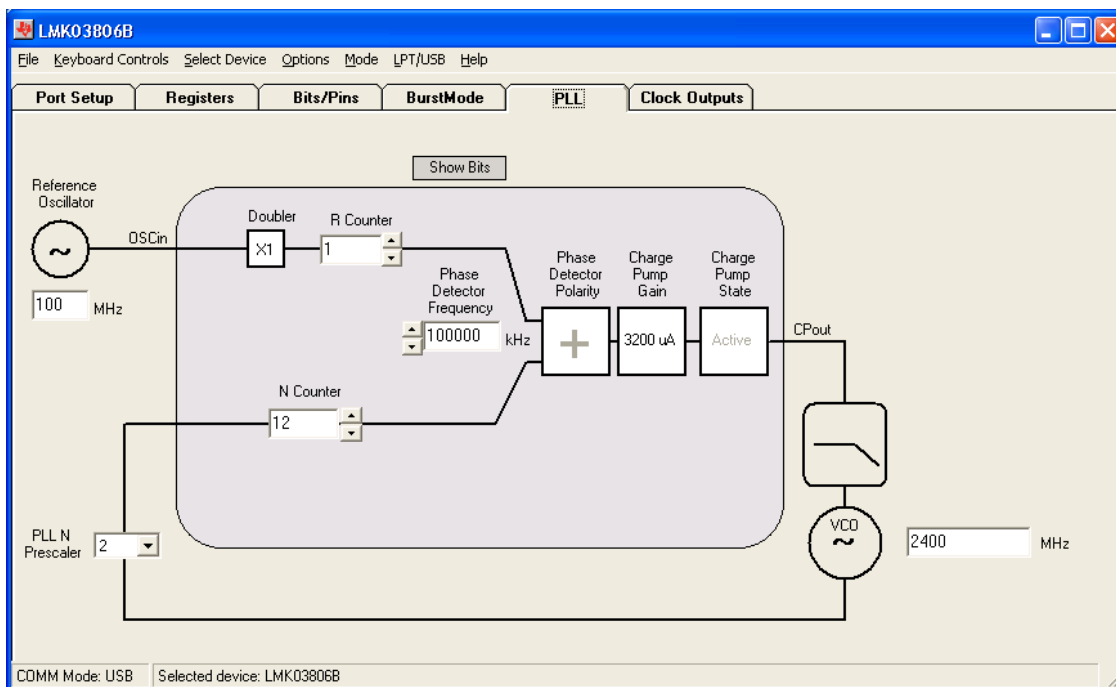 LMK03806B
File Keyboard Controls Select Device Options Mode LPT/USB Help
Port Setup Registers Bits/Pins BurstMode PLL Clock Outputs
Show Bits
Reference
Oscillator
OSCin
100 MHz
Doubler
X1
R Counter
1
Phase
Detector
Frequency
100000 kHz
Phase
Detector
Polarity
+
Charge
Pump
Gain
3200 uA
Charge
Pump
State
Active
CPout
N Counter
12
PLL N
Prescaler
2
VCO
2400 MHz
COMM Mode: USB Selected device: LMK03806B